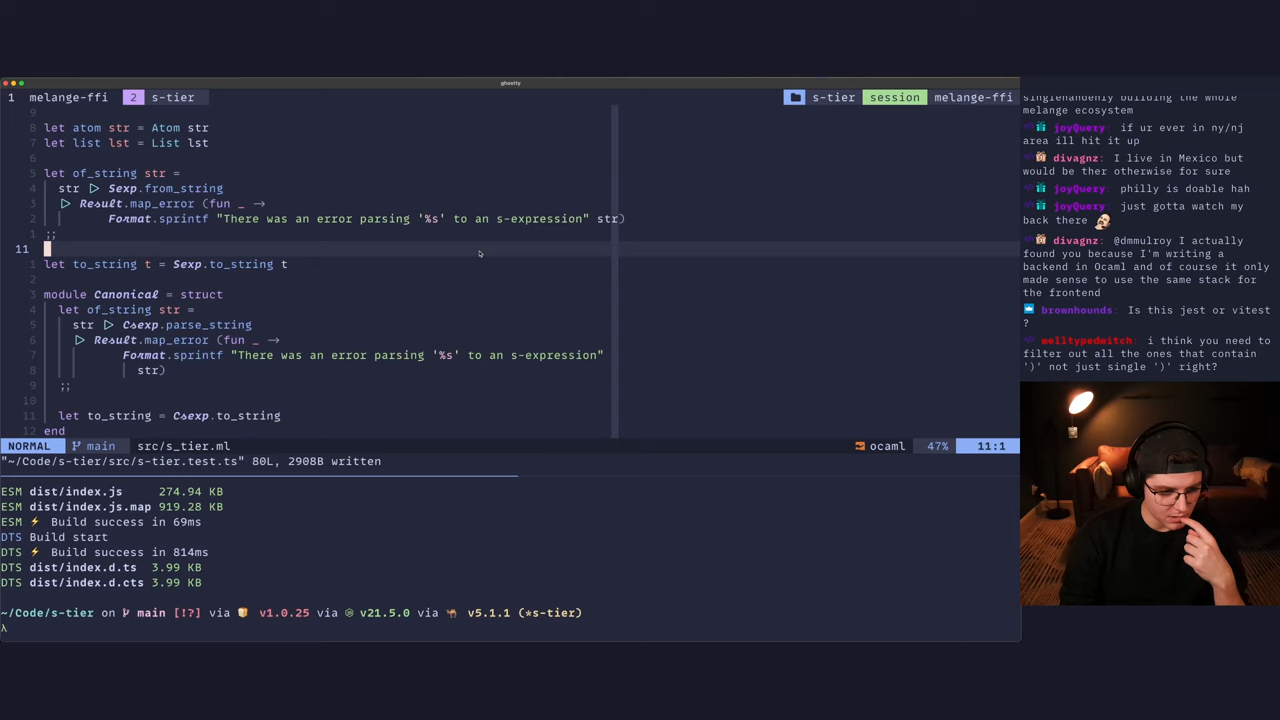 ghostty
1 melange-ffi 2 s-tier s-tier session melange-ffi
9
8 let atom str = Atom str
7 let list lst = List lst
6
5 let of_string str =
4 str |> Sexp.from_string
3 |> Result.map_error (fun _ ->
2 Format.sprintf "There was an error parsing '%s' to an s-expression" str)
1 ;;
11
1 let to_string t = Sexp.to_string t
2
3 module Canonical = struct
4 let of_string str =
5 str |> Csexp.parse_string
6 |> Result.map_error (fun _ ->
7 Format.sprintf "There was an error parsing '%s' to an s-expression"
8 str)
9 ;;
10
11 let to_string = Csexp.to_string
12 end
NORMAL main src/s_tier.ml ocaml 47% 11:1
"~/Code/s-tier/src/s-tier.test.ts" 80L, 2908B written
ESM dist/index.js 274.94 KB
ESM dist/index.js.map 919.28 KB
ESM ⚡ Build success in 69ms
DTS Build start
DTS ⚡ Build success in 814ms
DTS dist/index.d.ts 3.99 KB
DTS dist/index.d.cts 3.99 KB
~/Code/s-tier on main [!?] via v1.0.25 via v21.5.0 via v5.1.1 (*s-tier)
λ
singlehandenly building the whole
melange ecosystem
joyQuery: if ur ever in ny/nj
area ill hit it up
divagnz: I live in Mexico but
would be ther otherwise for sure
joyQuery: philly is doable hah
joyQuery: just gotta watch my
back there
divagnz: @dmmulroy I actually
found you because I'm writing a
backend in Ocaml and of course it only
made sense to use the same stack for
the frontend
brownhounds: Is this jest or vitest
?
welltypedwitch: i think you need to
filter out all the ones that contain
')' not just single ')' right?